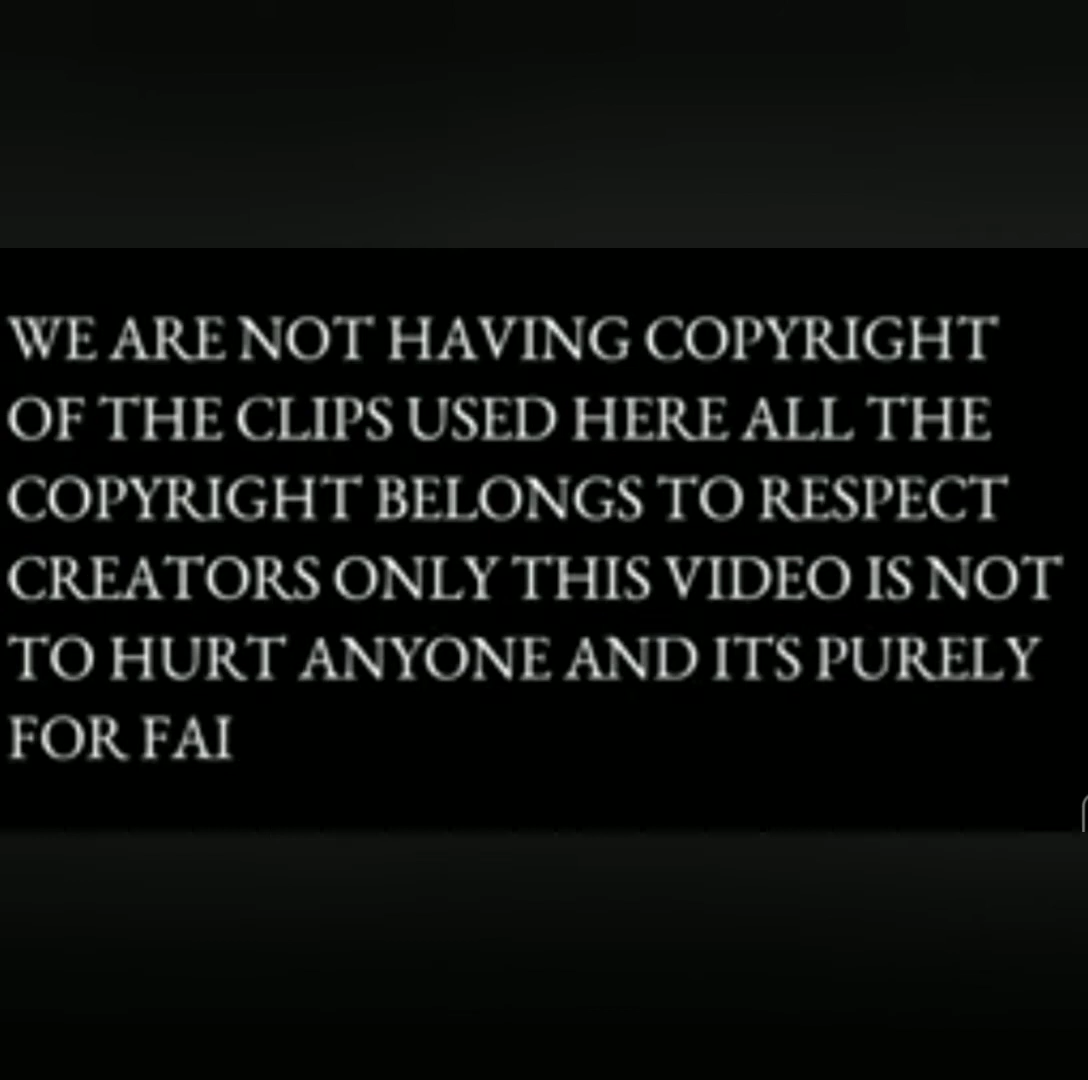 WE ARE NOT HAVING COPYRIGHT
OF THE CLIPS USED HERE ALL THE
COPYRIGHT BELONGS TO RESPECT
CREATORS ONLY THIS VIDEO IS NOT
TO HURT ANYONE AND ITS PURELY
FOR FAI